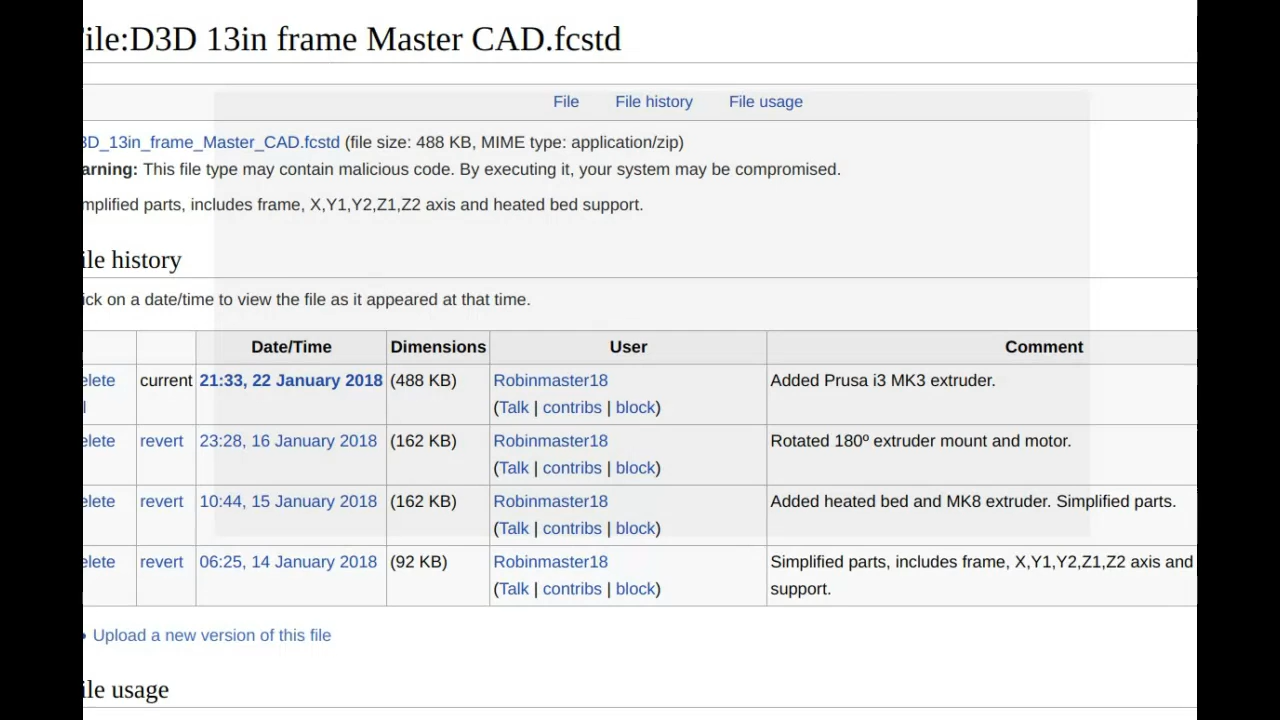 File:D3D 13in frame Master CAD.fcstd
File File history File usage
3D_13in_frame_Master_CAD.fcstd (file size: 488 KB, MIME type: application/zip)
arning: This file type may contain malicious code. By executing it, your system may be compromised.
mplified parts, includes frame, X,Y1,Y2,Z1,Z2 axis and heated bed support.
ile history
ick on a date/time to view the file as it appeared at that time.
Date/Time Dimensions User Comment
elete current 21:33, 22 January 2018 (488 KB) Robinmaster18 Added Prusa i3 MK3 extruder.
l (Talk | contribs | block)
elete revert 23:28, 16 January 2018 (162 KB) Robinmaster18 Rotated 180º extruder mount and motor.
(Talk | contribs | block)
elete revert 10:44, 15 January 2018 (162 KB) Robinmaster18 Added heated bed and MK8 extruder. Simplified parts.
(Talk | contribs | block)
elete revert 06:25, 14 January 2018 (92 KB) Robinmaster18 Simplified parts, includes frame, X,Y1,Y2,Z1,Z2 axis and
(Talk | contribs | block) support.
• Upload a new version of this file
ile usage